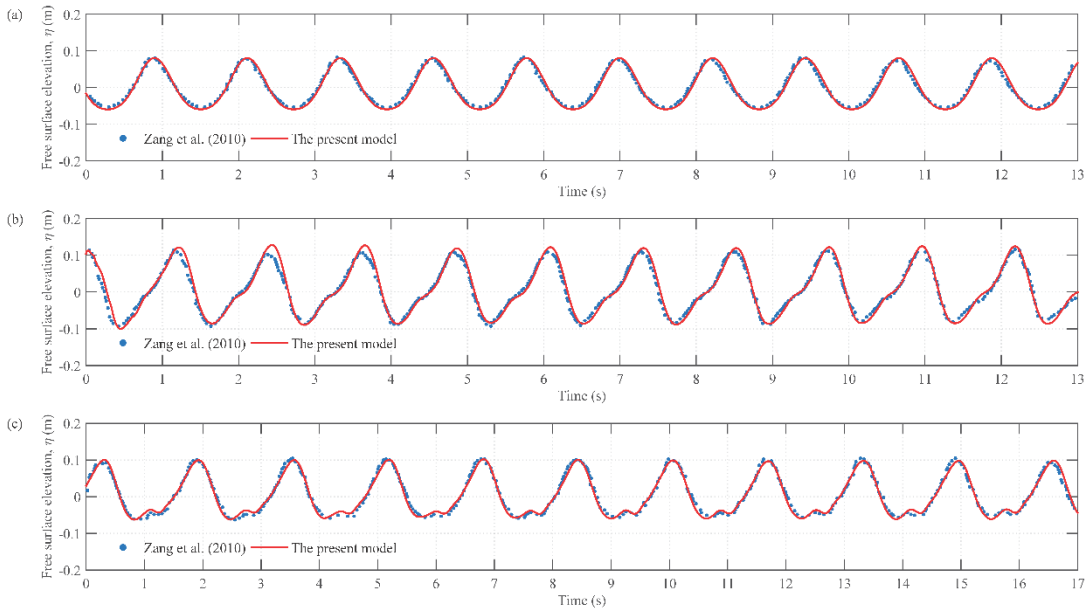 (a)
Free surface elevation, η (m)
0.2
0.1
0
-0.1
-0.2
Zang et al. (2010) The present model
0 1 2 3 4 5 6 7 8 9 10 11 12 13
Time (s)
(b)
Free surface elevation, η (m)
0.2
0.1
0
-0.1
-0.2
Zang et al. (2010) The present model
0 1 2 3 4 5 6 7 8 9 10 11 12 13
Time (s)
(c)
Free surface elevation, η (m)
0.2
0.1
0
-0.1
-0.2
Zang et al. (2010) The present model
0 1 2 3 4 5 6 7 8 9 10 11 12 13 14 15 16 17
Time (s)